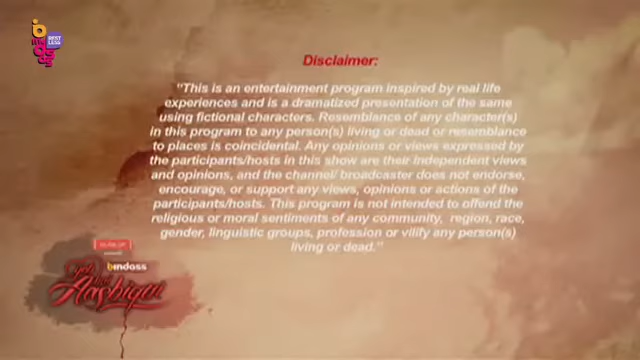 bindass
REST
LESS
Disclaimer:
"This is an entertainment program inspired by real life
experiences and is a dramatized presentation of the same
using fictional characters. Resemblance of any character(s)
in this program to any person(s) living or dead or resemblance
to places is coincidental. Any opinions or views expressed by
the participants/hosts in this show are their independent views
and opinions, and the channel/ broadcaster does not endorse,
encourage, or support any views, opinions or actions of the
participants/hosts. This program is not intended to offend the
religious or moral sentiments of any community, region, race,
gender, linguistic groups, profession or vilify any person(s)
living or dead."
bindass
Yeh Hai
Aashiqui